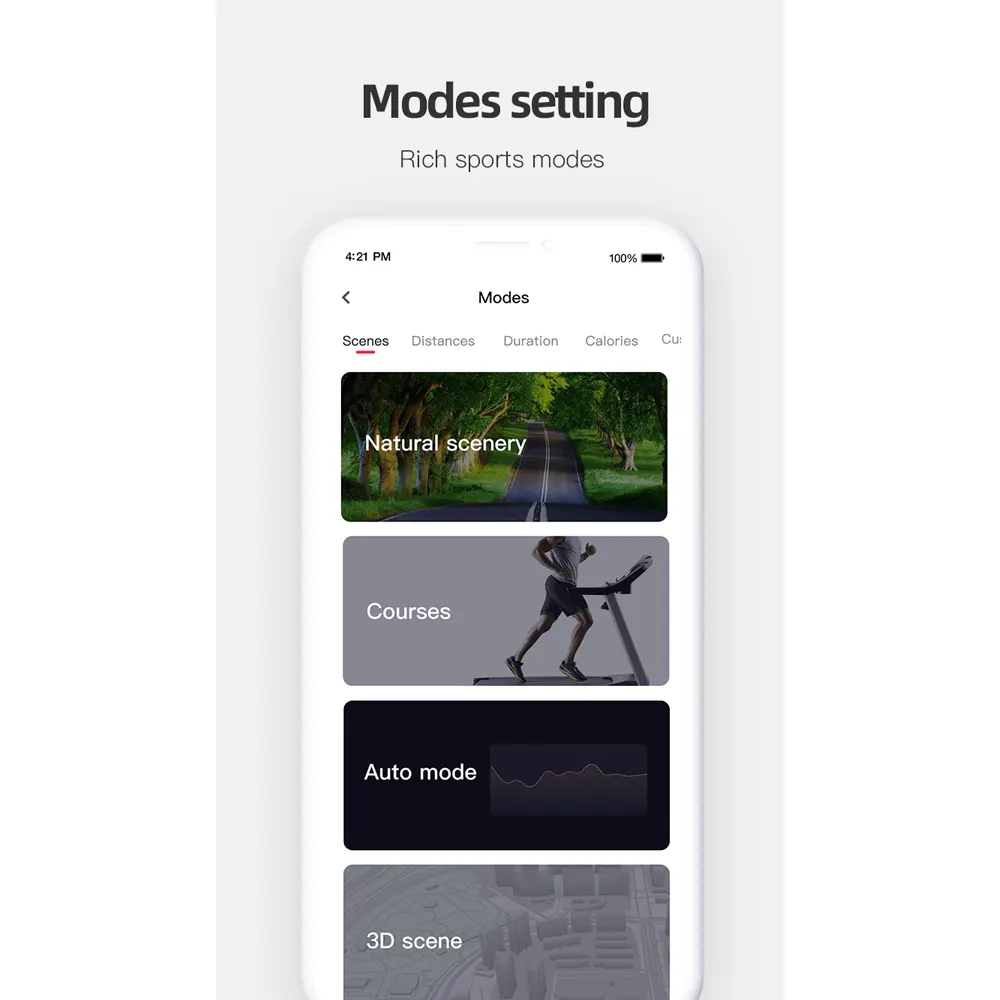 Modes setting
Rich sports modes
4:21 PM 100%
Modes
Scenes Distances Duration Calories
Natural scenery
Courses
Auto mode
3D scene